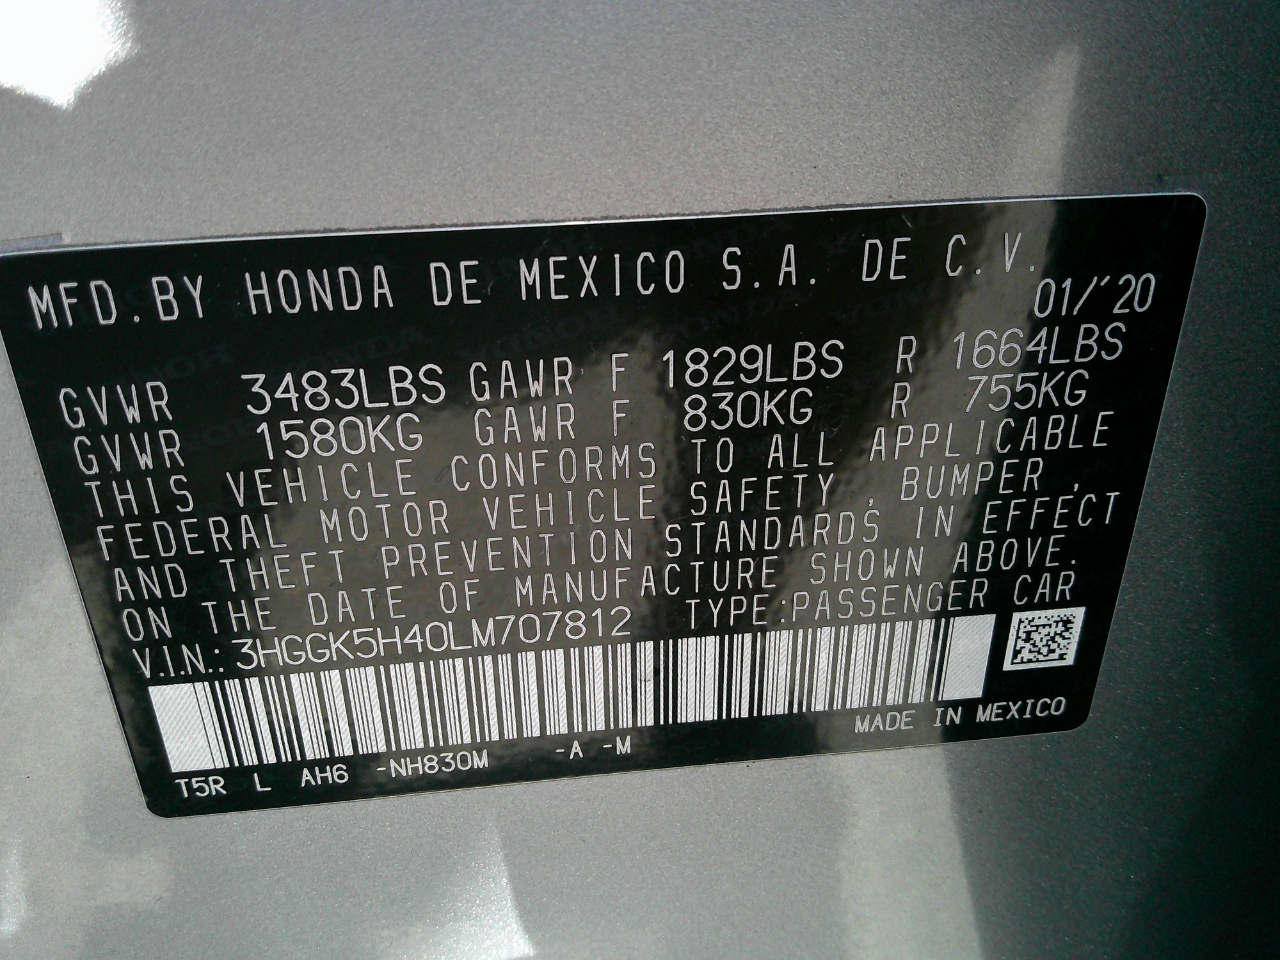 MFD. BY HONDA DE MEXICO S.A. DE C.V.
01/'20
GVWR 3483LBS GAWR F 1829LBS R 1664LBS
GVWR 1580KG GAWR F 830KG R 755KG
THIS VEHICLE CONFORMS TO ALL APPLICABLE
FEDERAL MOTOR VEHICLE SAFETY, BUMPER,
AND THEFT PREVENTION STANDARDS IN EFFECT
ON THE DATE OF MANUFACTURE SHOWN ABOVE.
V.I.N.: 3HGGK5H40LM707812 TYPE:PASSENGER CAR
T5R L AH6 -NH830M -A -M MADE IN MEXICO